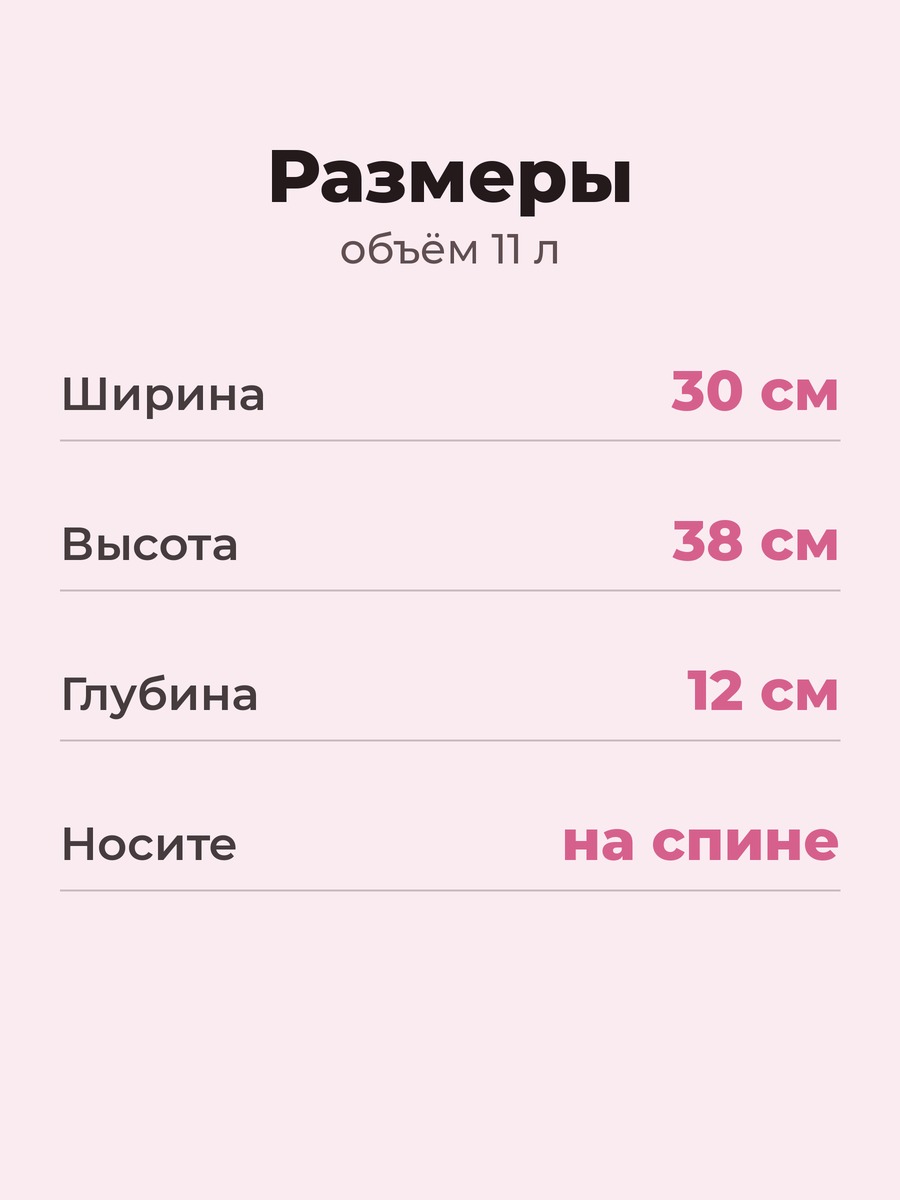 Размеры
объём 11 л
Ширина 30 см
Высота 38 см
Глубина 12 см
Носите на спине